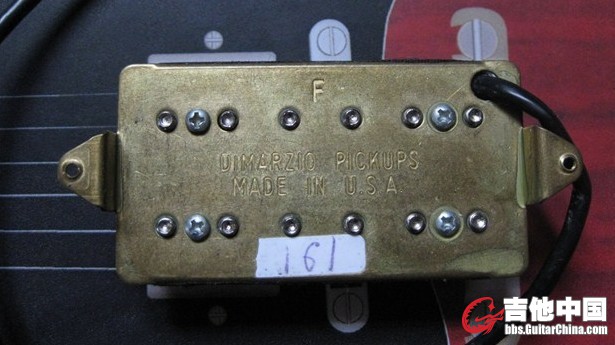 F
DIMARZIO PICKUPS
MADE IN U.S.A
161
吉他中国
bbs.GuitarChina.com